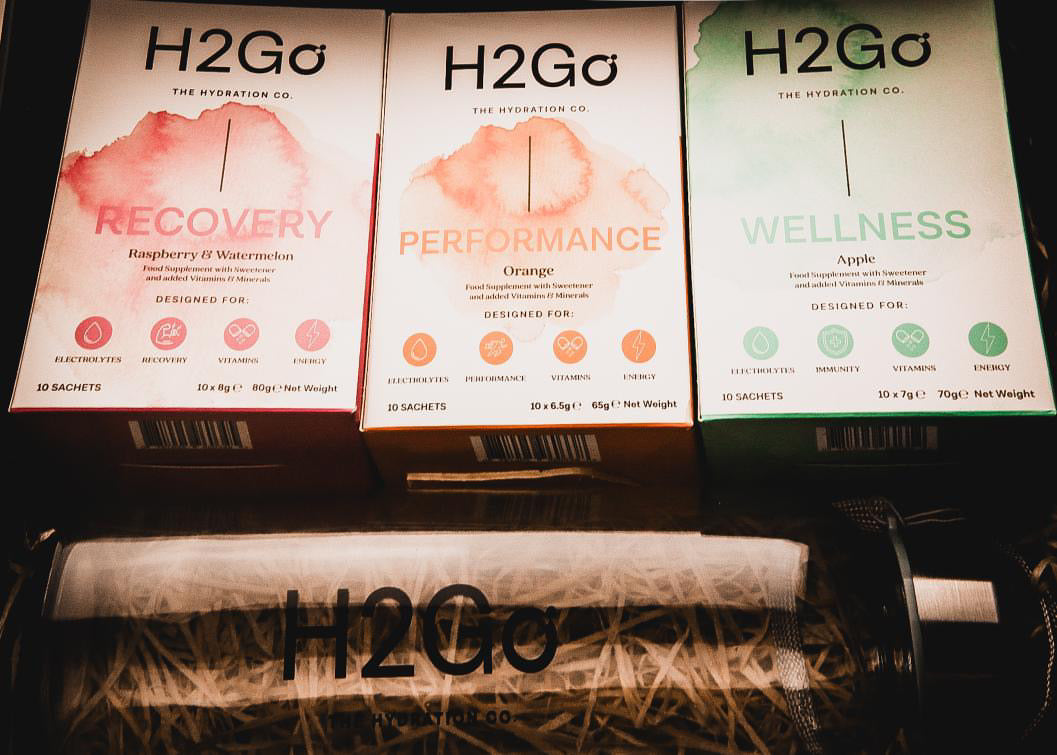 H2Go
THE HYDRATION CO.
RECOVERY
Raspberry & Watermelon
Food Supplement with Sweetener
and added Vitamins & Minerals
DESIGNED FOR:
ELECTROLYTES RECOVERY VITAMINS ENERGY
10 SACHETS 10 x 8g ℮ 80g ℮ Net Weight
H2Go
THE HYDRATION CO.
PERFORMANCE
Orange
Food Supplement with Sweetener
and added Vitamins & Minerals
DESIGNED FOR:
ELECTROLYTES PERFORMANCE VITAMINS ENERGY
10 SACHETS 10 x 6.5g ℮ 65g ℮ Net Weight
H2Go
THE HYDRATION CO.
WELLNESS
Apple
Food Supplement with Sweetener
and added Vitamins & Minerals
DESIGNED FOR:
ELECTROLYTES IMMUNITY VITAMINS ENERGY
10 SACHETS 10 x 7g ℮ 70g ℮ Net Weight
H2Go
THE HYDRATION CO.